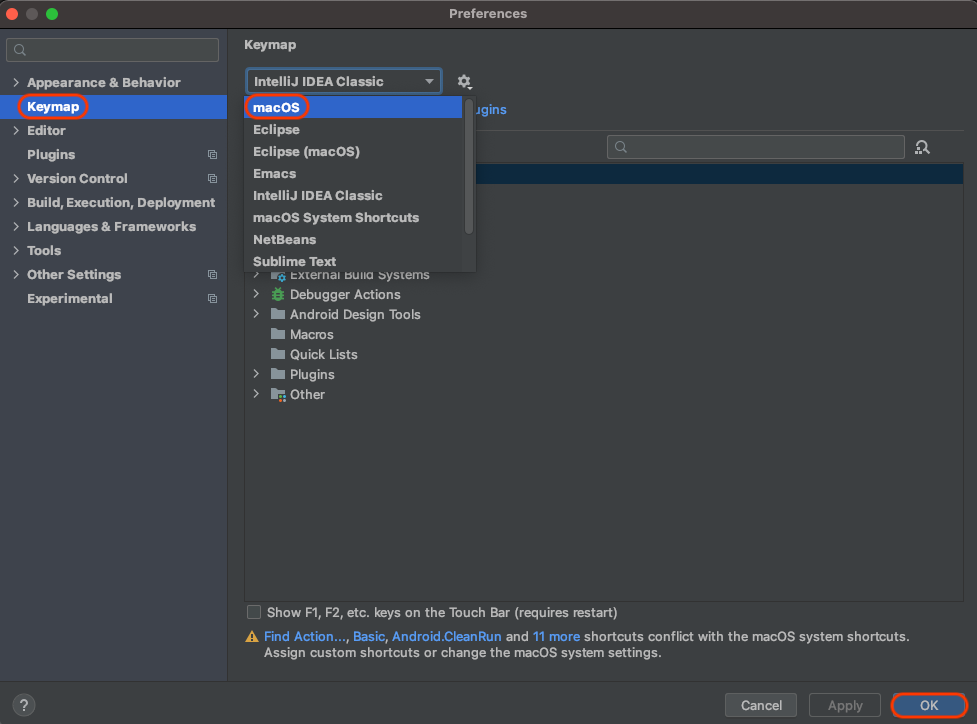 Preferences
Appearance & Behavior
Keymap
Editor
Plugins
Version Control
Build, Execution, Deployment
Languages & Frameworks
Tools
Other Settings
Experimental
Keymap
IntelliJ IDEA Classic
ugins
macOS
Eclipse
Eclipse (macOS)
Emacs
IntelliJ IDEA Classic
macOS System Shortcuts
NetBeans
Sublime Text
External Build Systems
Debugger Actions
Android Design Tools
Macros
Quick Lists
Plugins
Other
Show F1, F2, etc. keys on the Touch Bar (requires restart)
Find Action..., Basic, Android.CleanRun and 11 more shortcuts conflict with the macOS system shortcuts.
Assign custom shortcuts or change the macOS system settings.
?
Cancel
Apply
OK